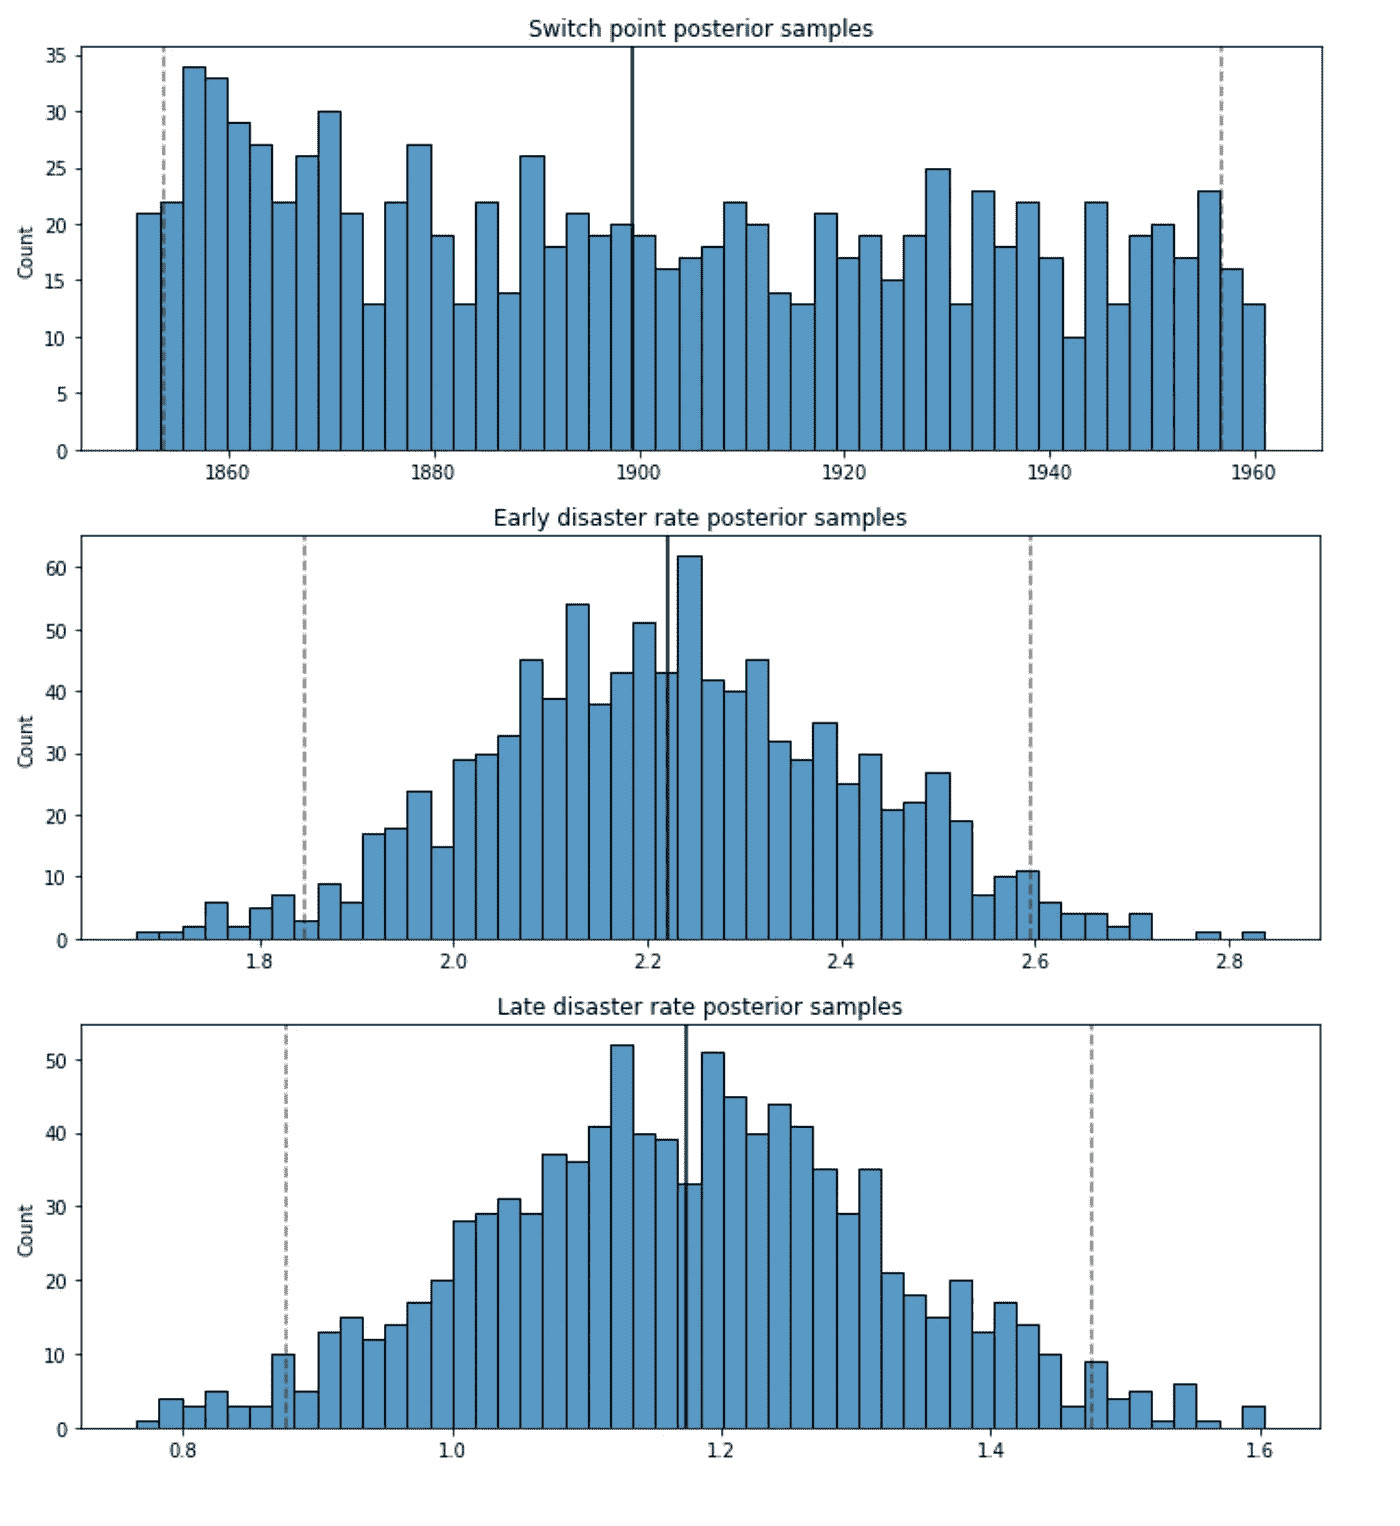 Switch point posterior samples
35
30
25
20
15
10
5
0
Count
1860 1880 1900 1920 1940 1960
Early disaster rate posterior samples
60
50
40
30
20
10
0
Count
1.8 2.0 2.2 2.4 2.6 2.8
Late disaster rate posterior samples
50
40
30
20
10
0
Count
0.8 1.0 1.2 1.4 1.6